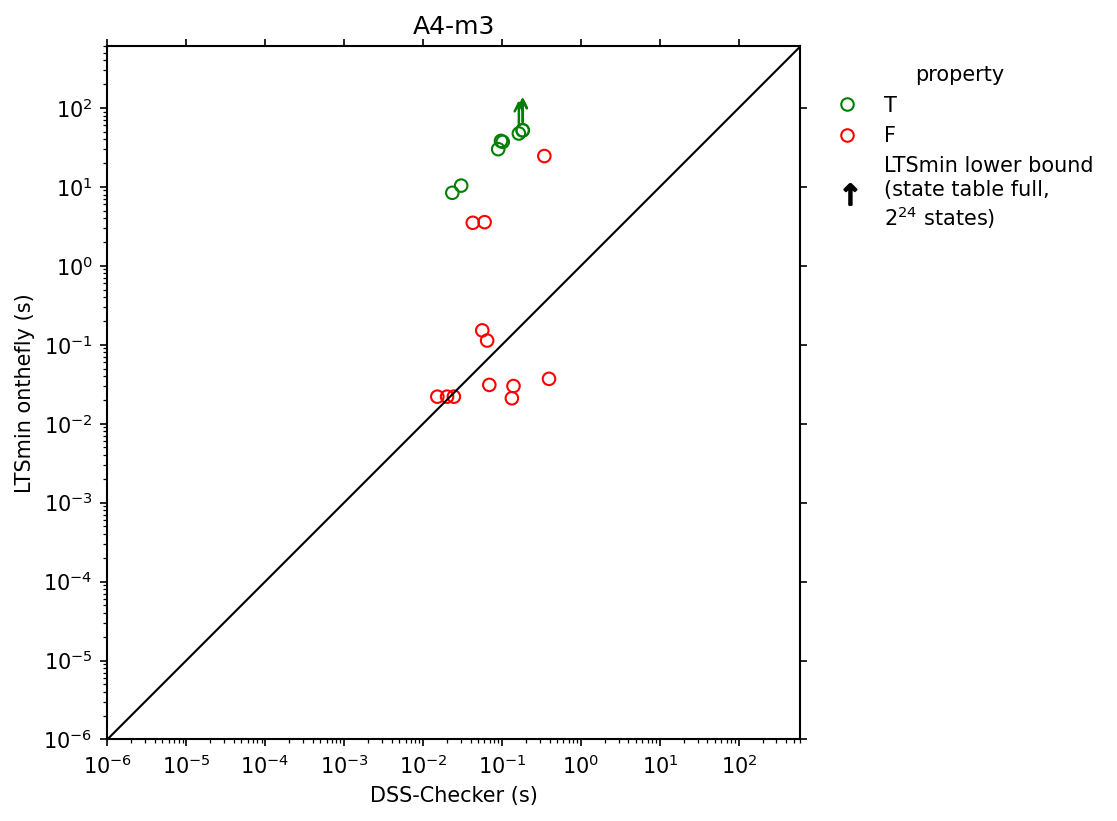 A4-m3
property
T
F
LTSmin lower bound
(state table full,
2²⁴ states)
LTSmin onthefly (s)
10²
10¹
10⁰
10⁻¹
10⁻²
10⁻³
10⁻⁴
10⁻⁵
10⁻⁶
10⁻⁶ 10⁻⁵ 10⁻⁴ 10⁻³ 10⁻² 10⁻¹ 10⁰ 10¹ 10²
DSS-Checker (s)